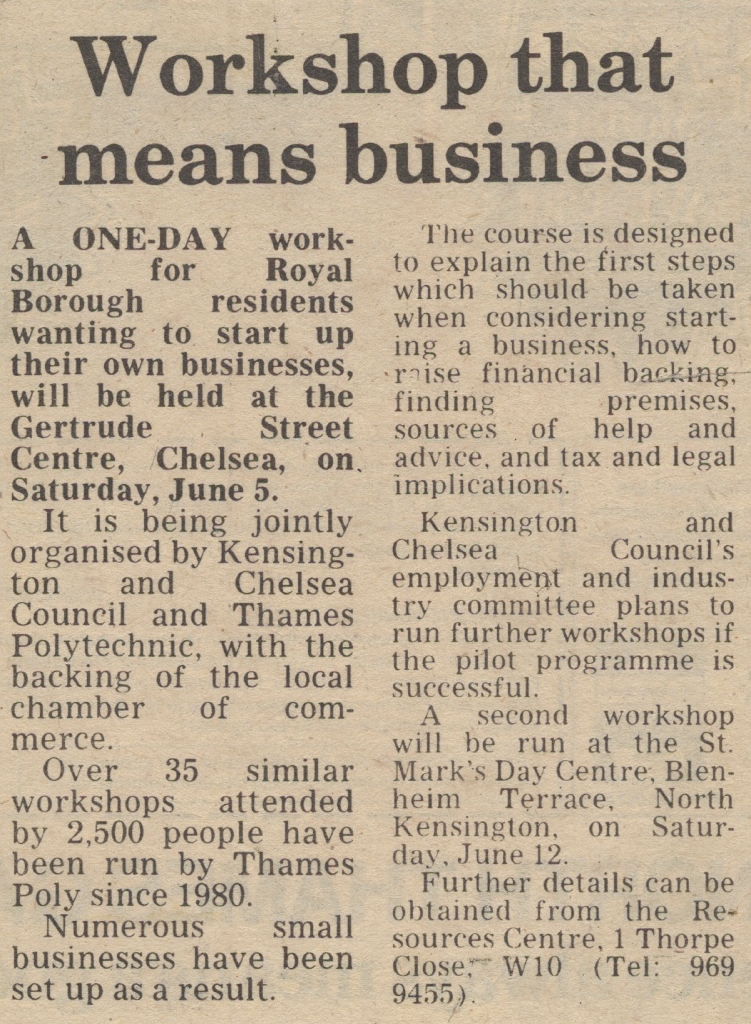 Workshop that
means business
A ONE-DAY work-
shop for Royal
Borough residents
wanting to start up
their own businesses,
will be held at the
Gertrude Street
Centre, Chelsea, on
Saturday, June 5.
It is being jointly
organised by Kensing-
ton and Chelsea
Council and Thames
Polytechnic, with the
backing of the local
chamber of com-
merce.
Over 35 similar
workshops attended
by 2,500 people have
been run by Thames
Poly since 1980.
Numerous small
businesses have been
set up as a result.
The course is designed
to explain the first steps
which should be taken
when considering start-
ing a business, how to
raise financial backing,
finding premises,
sources of help and
advice, and tax and legal
implications.
Kensington and
Chelsea Council's
employment and indus-
try committee plans to
run further workshops if
the pilot programme is
successful.
A second workshop
will be run at the St.
Mark's Day Centre, Blen-
heim Terrace, North
Kensington, on Satur-
day, June 12.
Further details can be
obtained from the Re-
sources Centre, 1 Thorpe
Close, W10 (Tel: 969
9455).